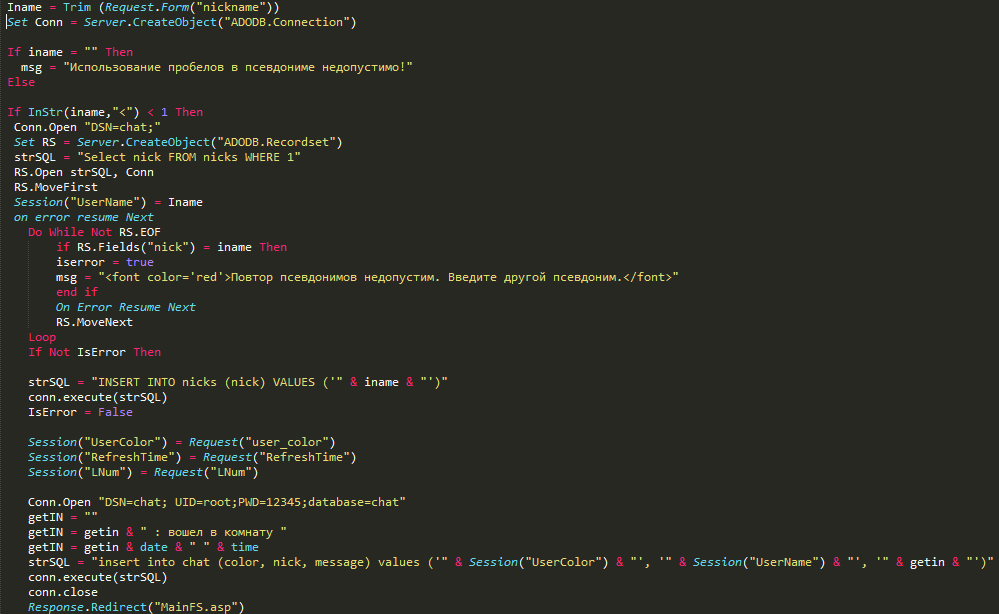 Iname = Trim (Request.Form("nickname"))
Set Conn = Server.CreateObject("ADODB.Connection")
If iname = "" Then
msg = "Использование пробелов в псевдониме недопустимо!"
Else
If InStr(iname,"<") < 1 Then
Conn.Open "DSN=chat;"
Set RS = Server.CreateObject("ADODB.Recordset")
strSQL = "Select nick FROM nicks WHERE 1"
RS.Open strSQL, Conn
RS.MoveFirst
Session("UserName") = Iname
on error resume Next
Do While Not RS.EOF
if RS.Fields("nick") = iname Then
iserror = true
msg = "<font color='red'>Повтор псевдонимов недопустим. Введите другой псевдоним.</font>"
end if
On Error Resume Next
RS.MoveNext
Loop
If Not IsError Then
strSQL = "INSERT INTO nicks (nick) VALUES ('" & iname & "')"
conn.execute(strSQL)
IsError = False
Session("UserColor") = Request("user_color")
Session("RefreshTime") = Request("RefreshTime")
Session("LNum") = Request("LNum")
Conn.Open "DSN=chat; UID=root;PWD=12345;database=chat"
getIN = ""
getIN = getin & " : вошел в комнату "
getIN = getin & date & " " & time
strSQL = "insert into chat (color, nick, message) values ('" & Session("UserColor") & "', '" & Session("UserName") & "', '" & getin & "')"
conn.execute(strSQL)
conn.close
Response.Redirect("MainFS.asp")